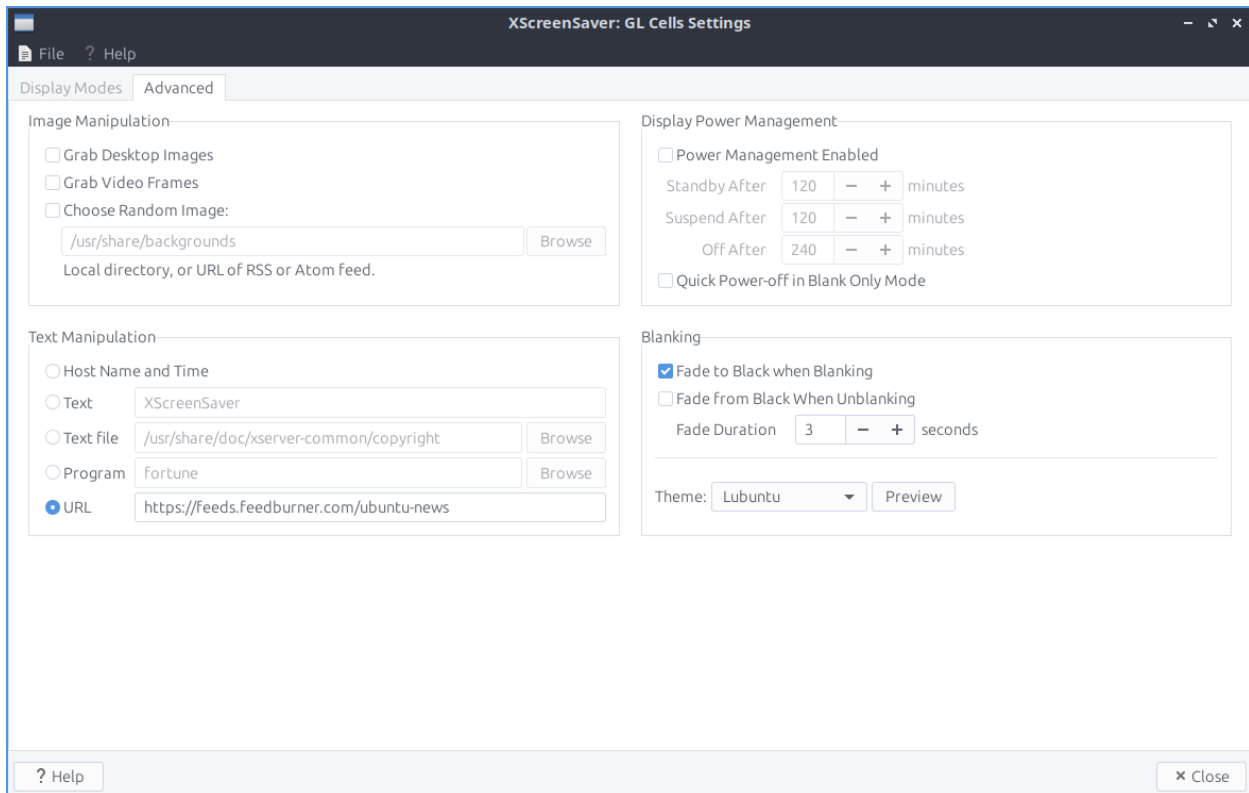 XScreenSaver: GL Cells Settings
File ? Help
Display Modes Advanced
Image Manipulation
Grab Desktop Images
Grab Video Frames
Choose Random Image:
/usr/share/backgrounds Browse
Local directory, or URL of RSS or Atom feed.
Display Power Management
Power Management Enabled
Standby After 120 − + minutes
Suspend After 120 − + minutes
Off After 240 − + minutes
Quick Power-off in Blank Only Mode
Text Manipulation
Host Name and Time
Text XScreenSaver
Text file /usr/share/doc/xserver-common/copyright Browse
Program fortune Browse
URL https://feeds.feedburner.com/ubuntu-news
Blanking
Fade to Black when Blanking
Fade from Black When Unblanking
Fade Duration 3 − + seconds
Theme: Lubuntu Preview
? Help × Close